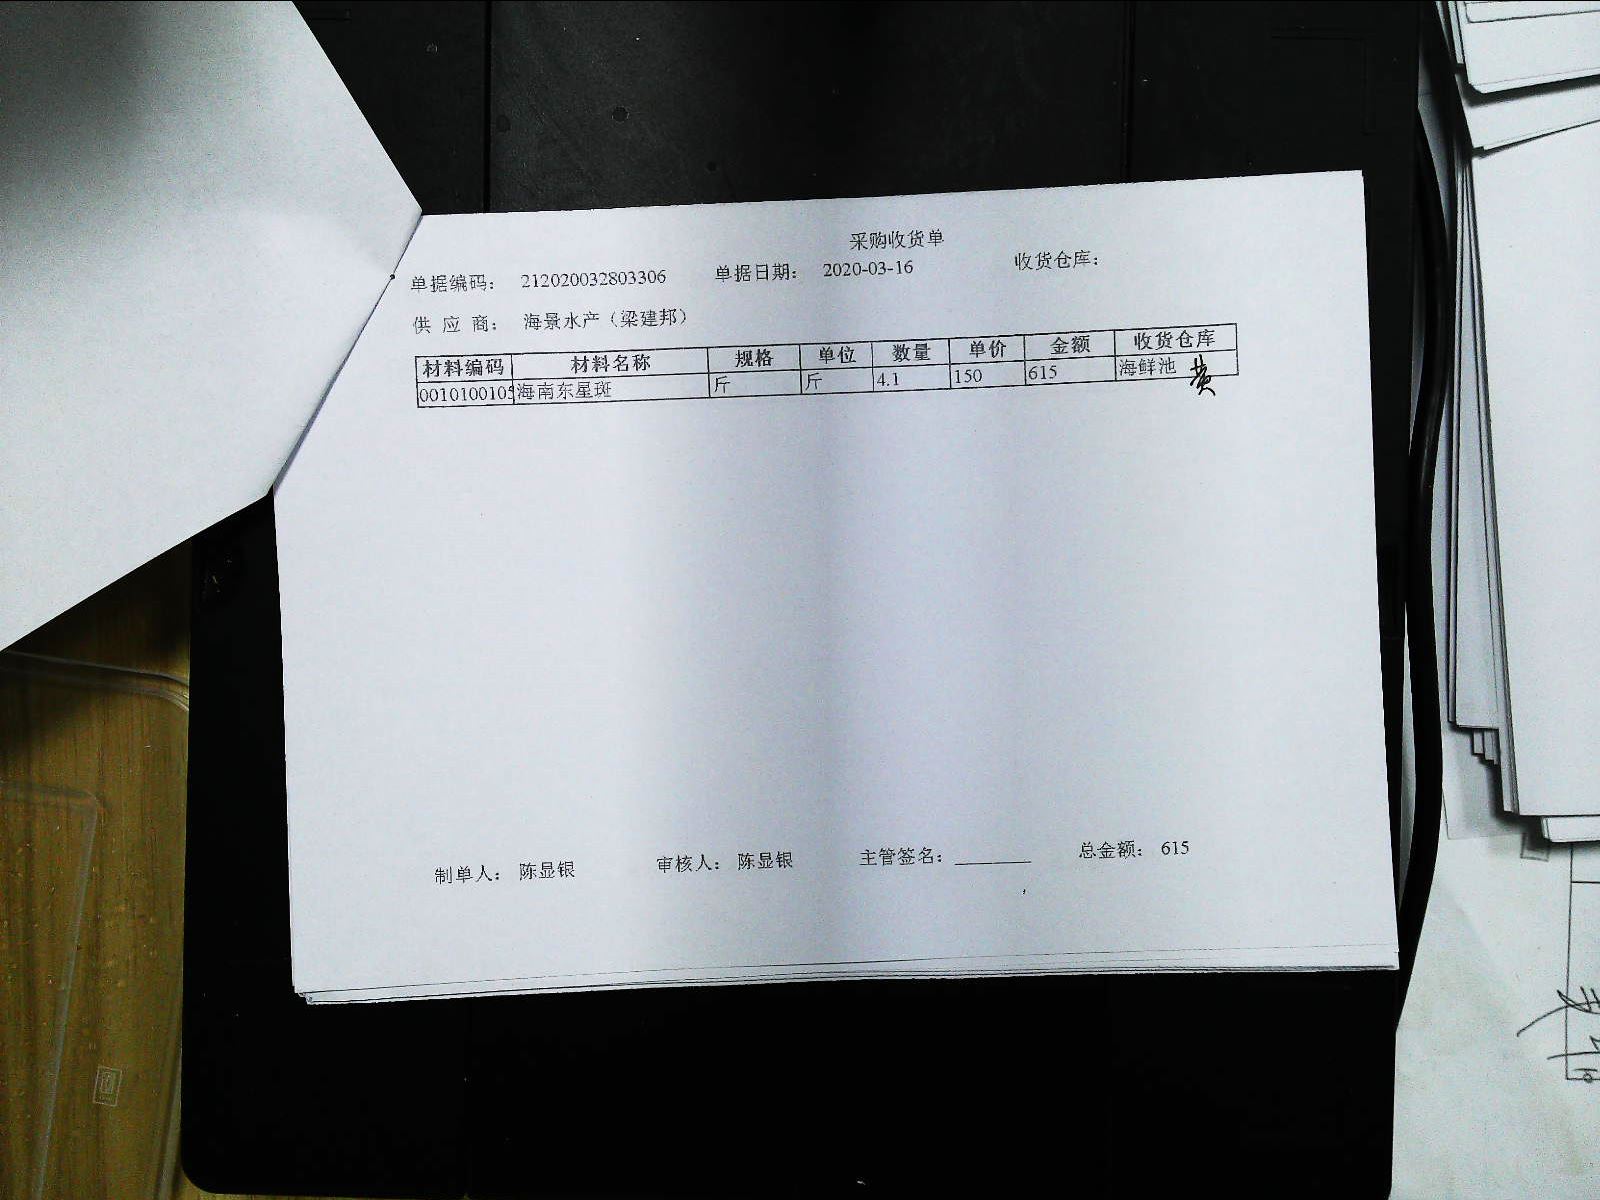 采购收货单
单据编码： 212020032803306 单据日期： 2020-03-16 收货仓库：
供 应 商： 海景水产（梁建邦）
材料编码 材料名称 规格 单位 数量 单价 金额 收货仓库
0010100105 海南东星斑 斤 斤 4.1 150 615 海鲜池
黄
制单人： 陈显银 审核人： 陈显银 主管签名：________ 总金额： 615